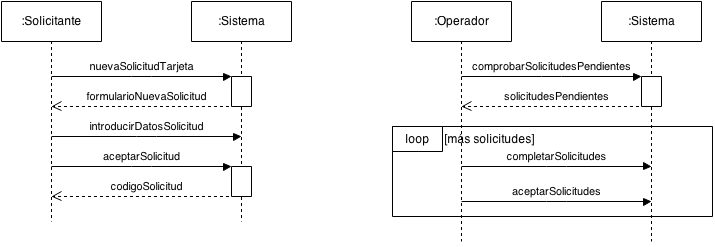 :Solicitante
:Sistema
nuevaSolicitudTarjeta
formularioNuevaSolicitud
introducirDatosSolicitud
aceptarSolicitud
codigoSolicitud
:Operador
:Sistema
comprobarSolicitudesPendientes
solicitudesPendientes
loop
[más solicitudes]
completarSolicitudes
aceptarSolicitudes